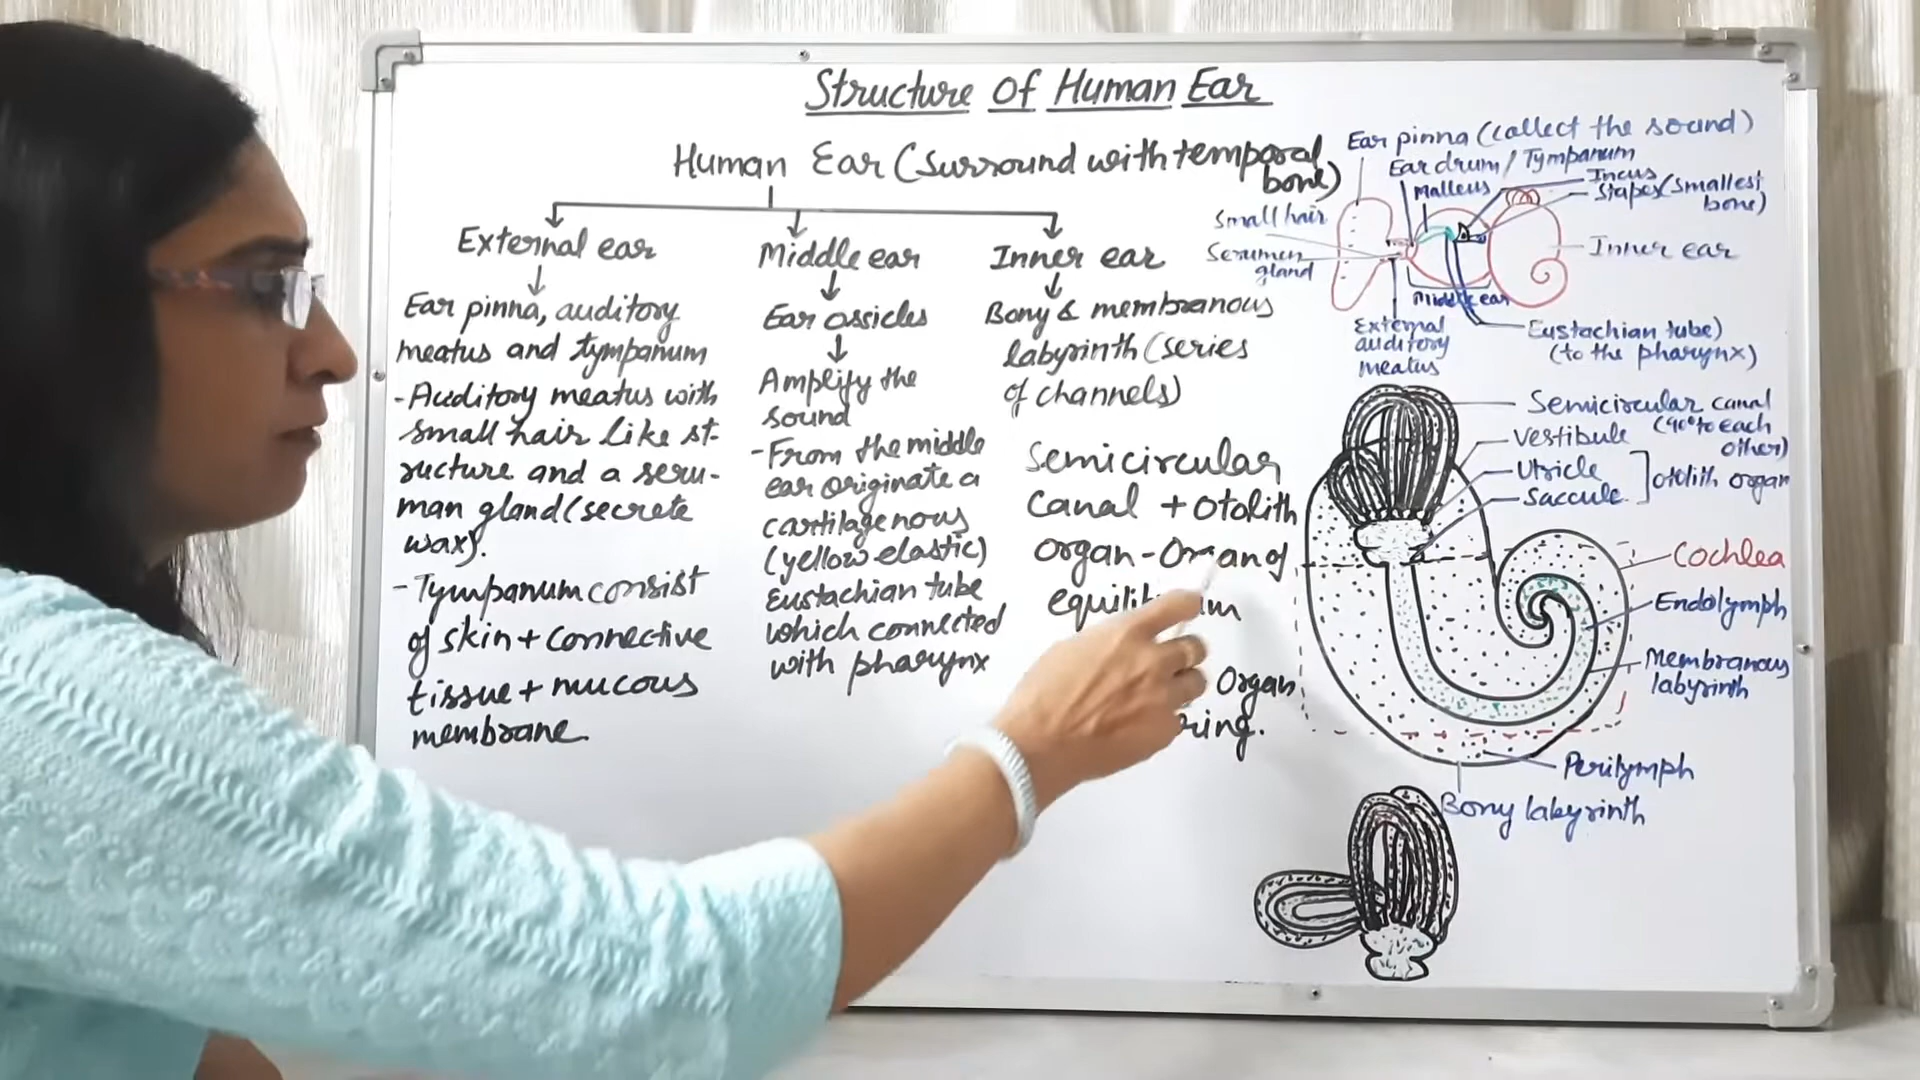 Structure Of Human Ear
Human Ear (Surround with temporal
bone)
External ear
Ear pinna, auditory
meatus and tympanum
- Auditory meatus with
small hair like st-
ructure and a seru-
man gland (secrete
wax).
- Tympanum consist
of skin + connective
tissue + mucous
membrane.
Middle ear
Ear ossicles
Amplify the
sound
- From the middle
ear originate a
cartilagenous
(yellow elastic)
Eustachian tube
which connected
with pharynx
Inner ear
Bony & membranous
labyrinth (series
of channels)
Semicircular
Canal + Otolith
organ - of
Organ
Ear pinna (collect the sound)
Ear drum / Tympanum
Malleus
Incus
Stapes (smallest
bone)
Small hair
Serumen
gland
Inner ear
Middle ear
External
auditory
meatus
Eustachian tube)
(to the pharynx)
Semicircular canal
(90° to each
other)
Vestibule
Utricle
Saccule
otolith organ
Cochlea
Endolymph
Membranous
labyrinth
Perilymph
Bony labyrinth